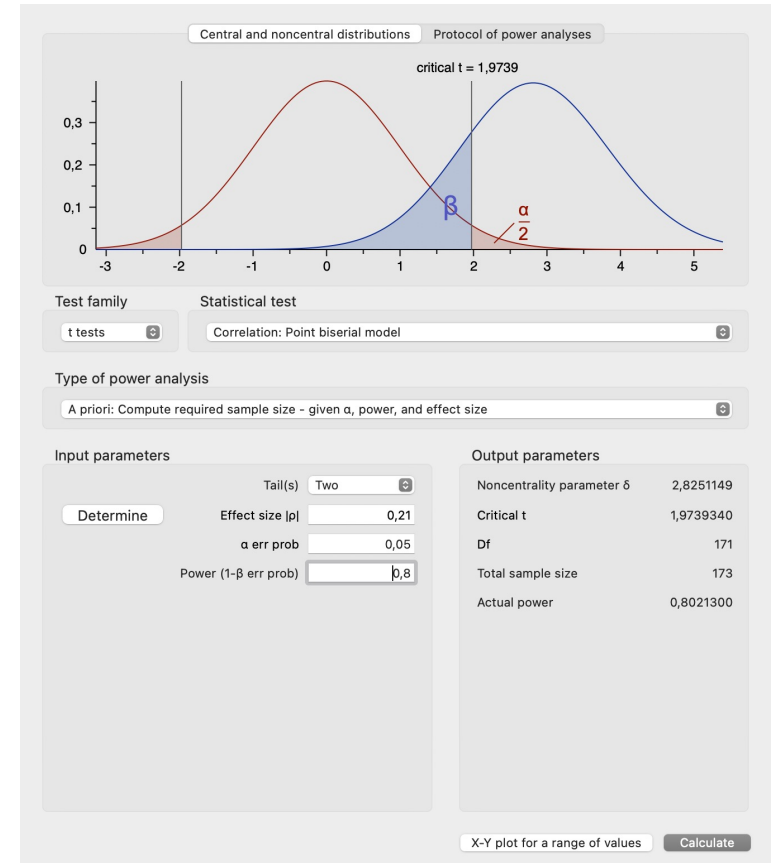 Central and noncentral distributions Protocol of power analyses
critical t = 1,9739
0,3
0,2
0,1
0
β
α
2
-3 -2 -1 0 1 2 3 4 5
Test family Statistical test
t tests Correlation: Point biserial model
Type of power analysis
A priori: Compute required sample size - given α, power, and effect size
Input parameters Output parameters
Tail(s) Two Noncentrality parameter δ 2,8251149
Determine Effect size |ρ| 0,21 Critical t 1,9739340
α err prob 0,05 Df 171
Power (1-β err prob) 0,8 Total sample size 173
Actual power 0,8021300
X-Y plot for a range of values Calculate